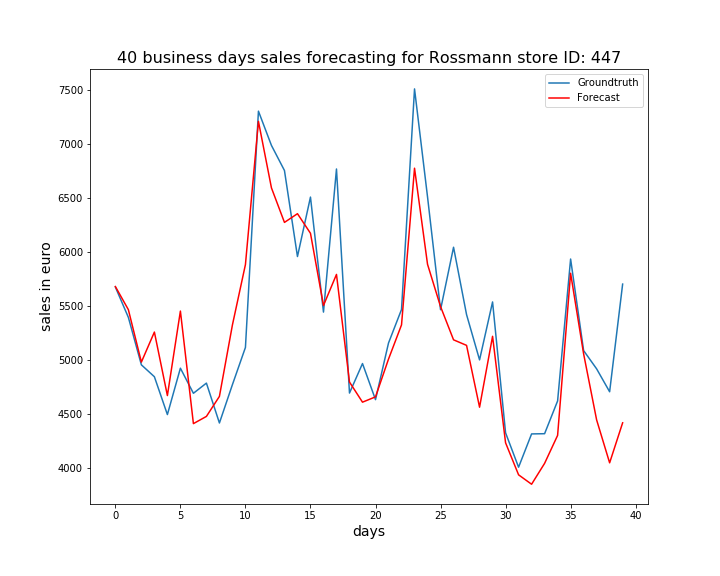 40 business days sales forecasting for Rossmann store ID: 447
Groundtruth
Forecast
7500
7000
6500
6000
5500
5000
4500
4000
sales in euro
0 5 10 15 20 25 30 35 40
days